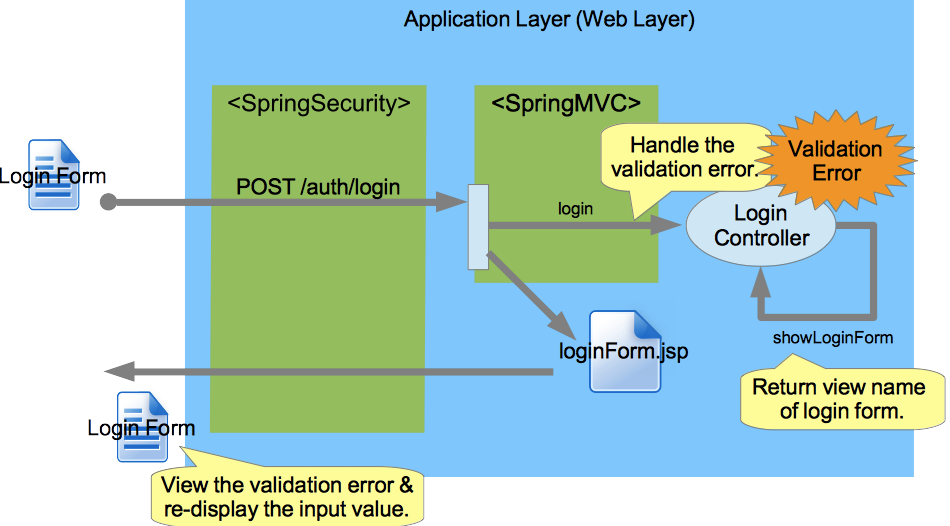 Application Layer (Web Layer)
<SpringSecurity>
<SpringMVC>
Handle the
validation error.
Validation
Error
Login Form
POST /auth/login
login
Login
Controller
showLoginForm
loginForm.jsp
Return view name
of login form.
Login Form
View the validation error &
re-display the input value.